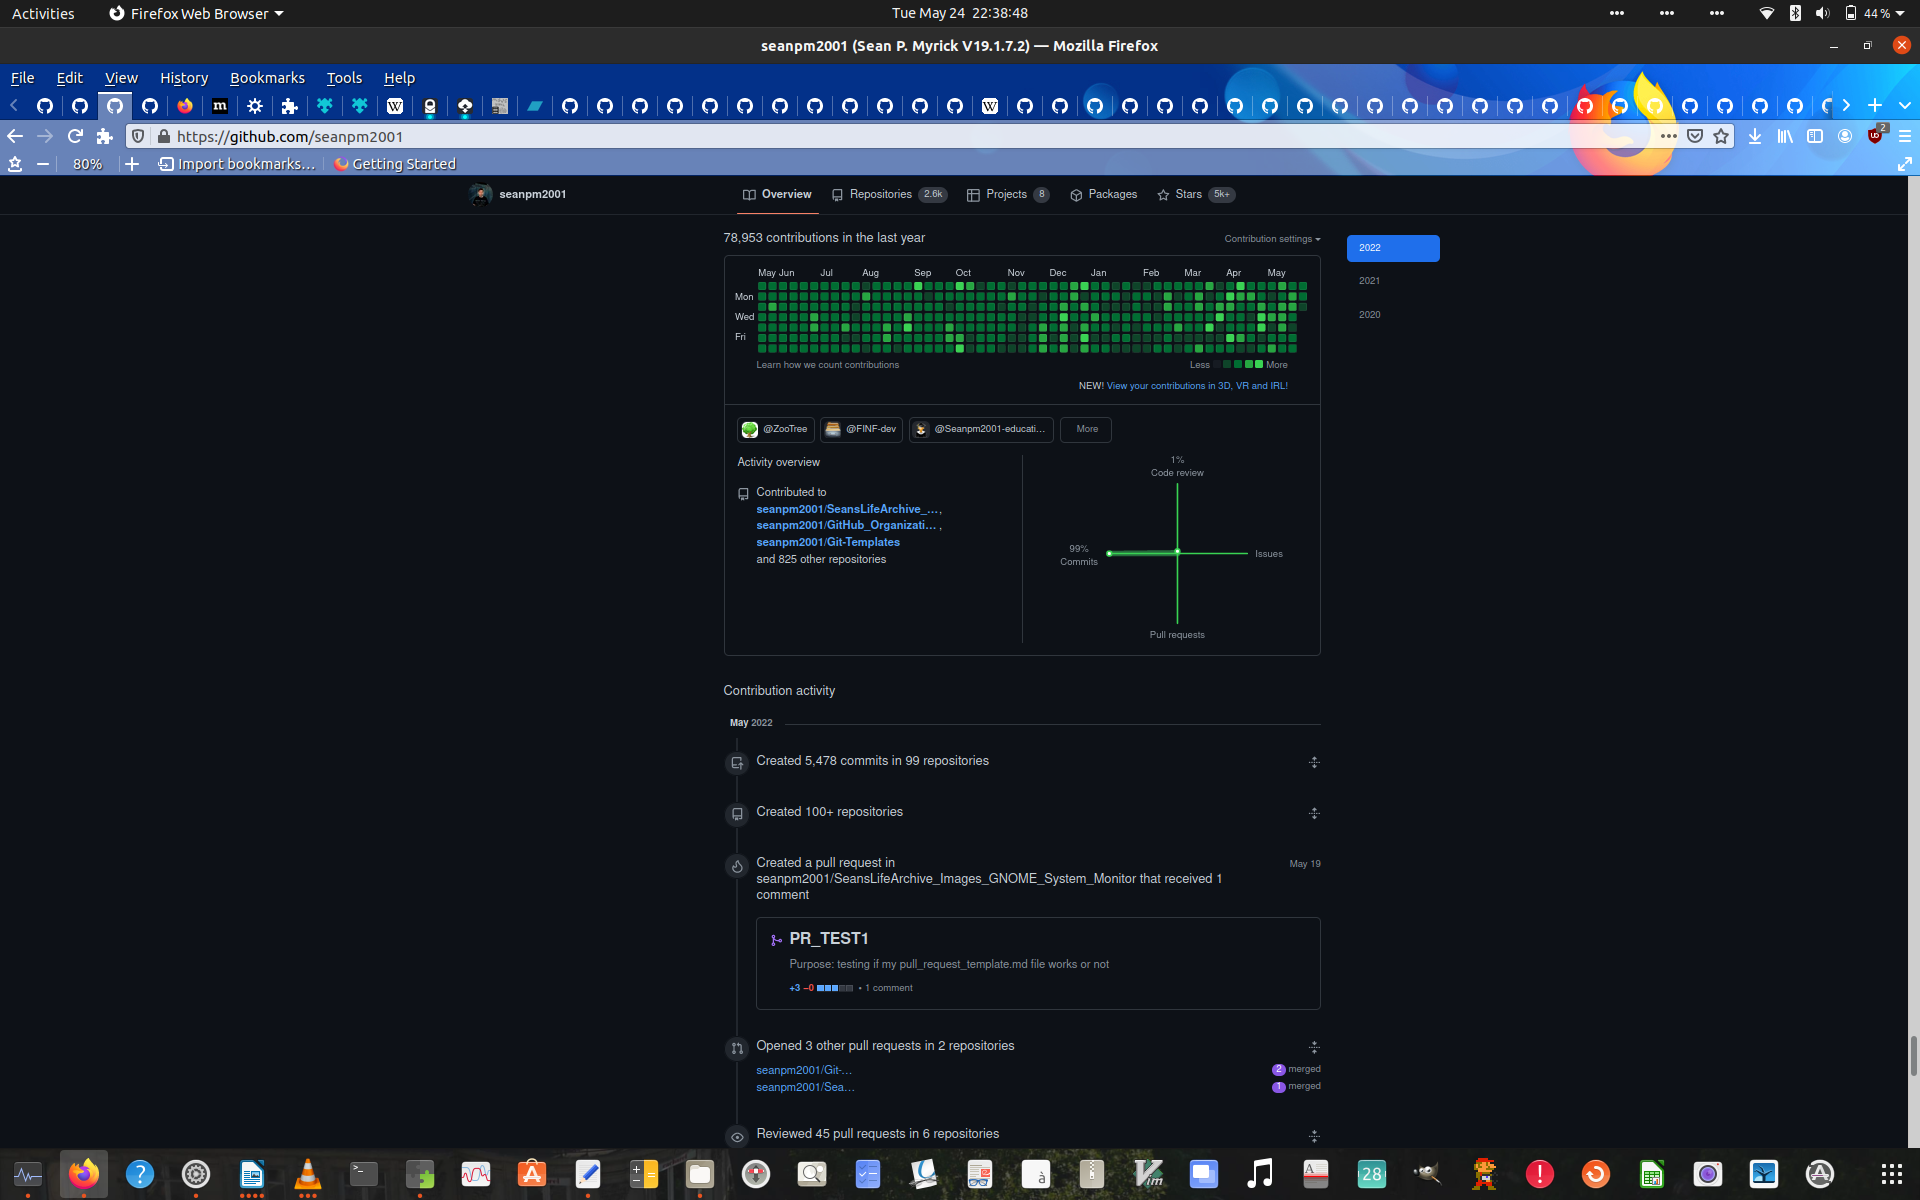 Activities
Firefox Web Browser
Tue May 24 22:38:48
44 %
seanpm2001 (Sean P. Myrick V19.1.7.2) — Mozilla Firefox
File Edit View History Bookmarks Tools Help
https://github.com/seanpm2001
2
80%
Import bookmarks...
Getting Started
seanpm2001
Overview
Repositories 2.6k
Projects 8
Packages
Stars 5k+
78,953 contributions in the last year
Contribution settings
2022
2021
2020
May Jun Jul Aug Sep Oct Nov Dec Jan Feb Mar Apr May
Mon
Wed
Fri
Learn how we count contributions
Less More
NEW! View your contributions in 3D, VR and IRL!
@ZooTree
@FINF-dev
@Seanpm2001-educati...
More
Activity overview
Contributed to
seanpm2001/SeansLifeArchive_... ,
seanpm2001/GitHub_Organizati... ,
seanpm2001/Git-Templates
and 825 other repositories
1%
Code review
99%
Commits
Issues
Pull requests
Contribution activity
May 2022
Created 5,478 commits in 99 repositories
Created 100+ repositories
Created a pull request in
seanpm2001/SeansLifeArchive_Images_GNOME_System_Monitor that received 1
comment
May 19
PR_TEST1
Purpose: testing if my pull_request_template.md file works or not
+3 −0 • 1 comment
Opened 3 other pull requests in 2 repositories
seanpm2001/Git-...
2 merged
seanpm2001/Sea...
1 merged
Reviewed 45 pull requests in 6 repositories
28